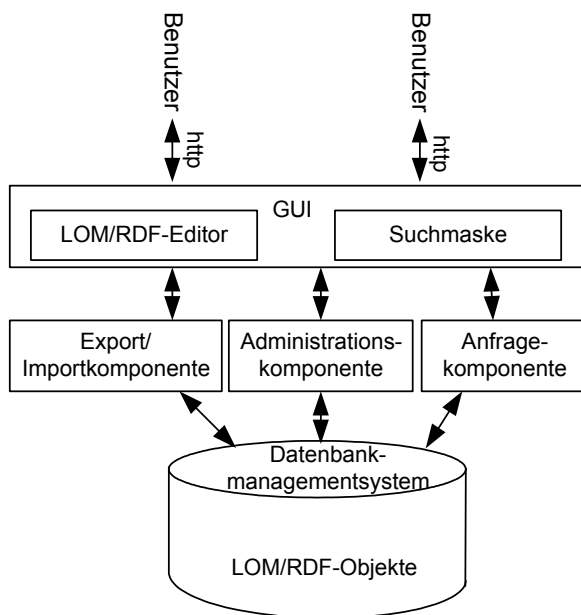 Benutzer
Benutzer
http
http
GUI
LOM/RDF-Editor
Suchmaske
Export/
Importkomponente
Administrations-
komponente
Anfrage-
komponente
Datenbank-
managementsystem
LOM/RDF-Objekte